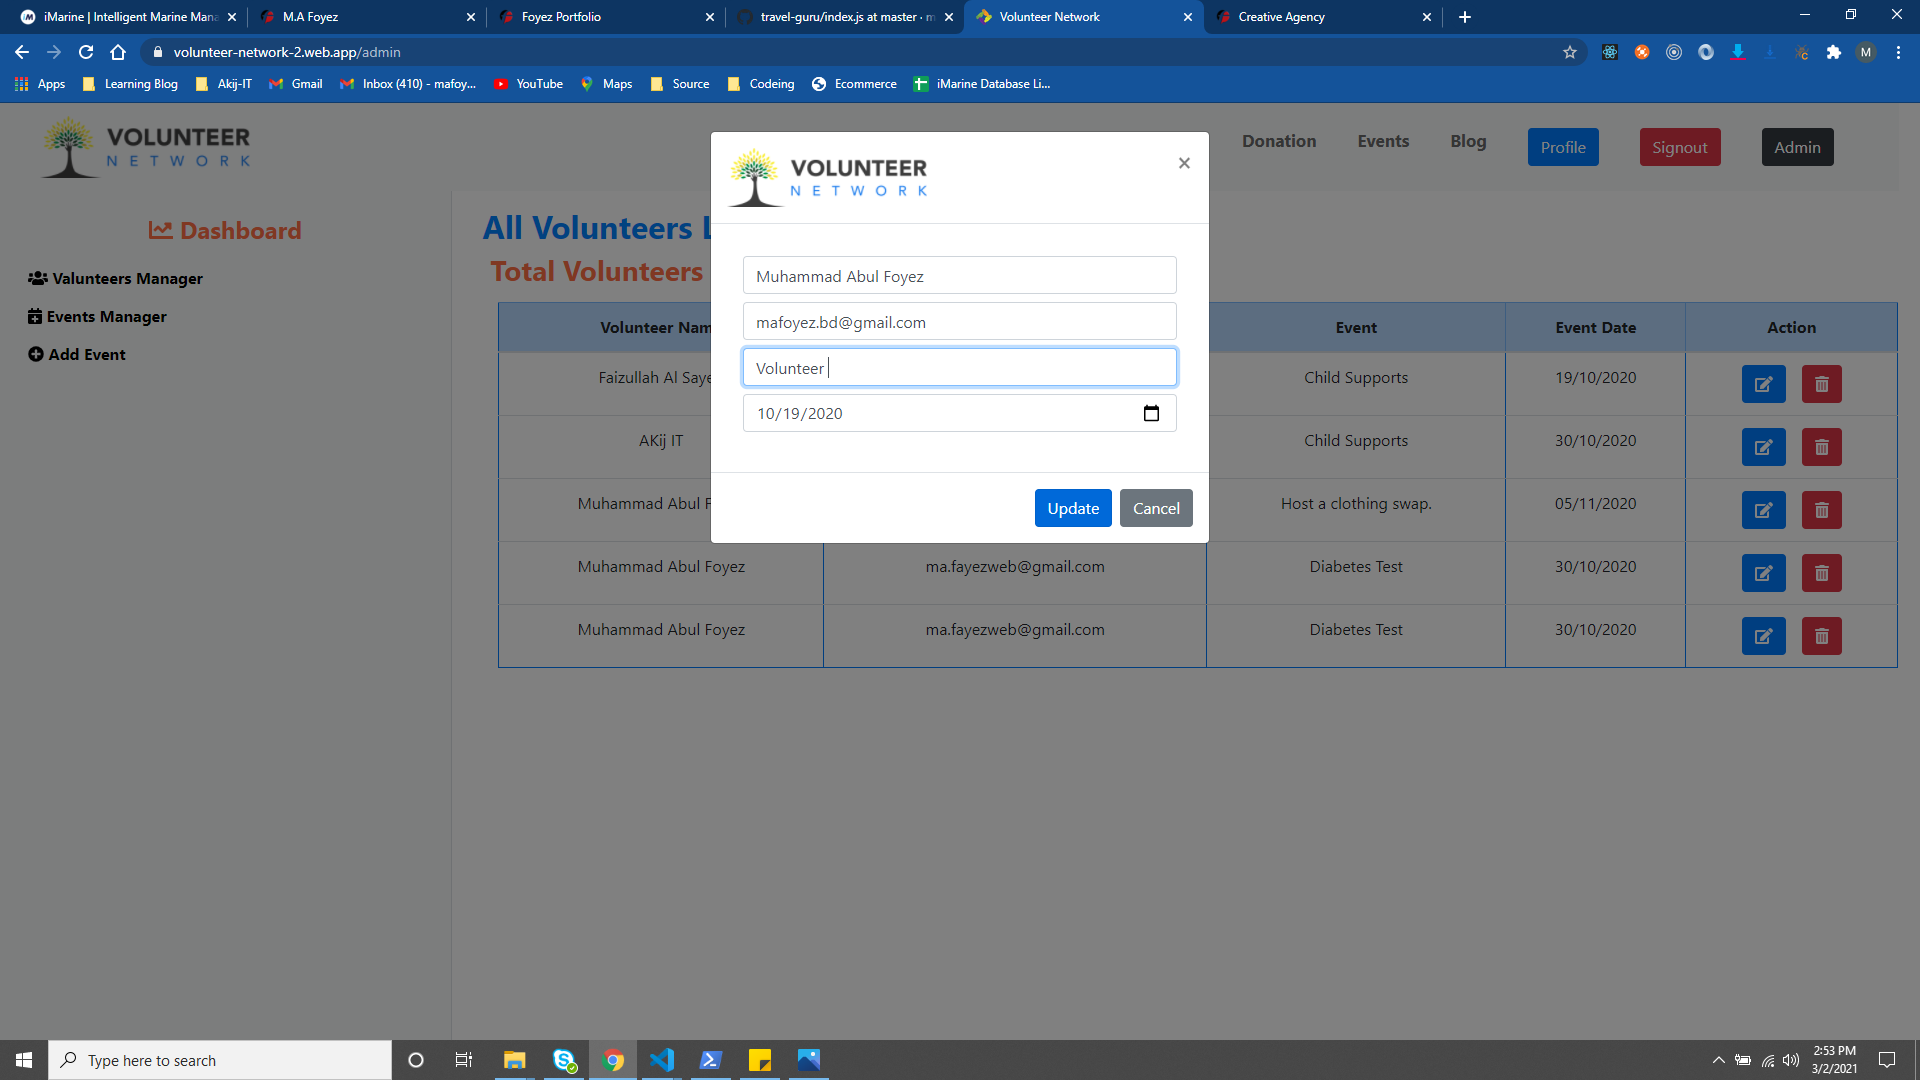 iMarine | Intelligent Marine Mana
M.A Foyez
Foyez Portfolio
travel-guru/index.js at master · m
Volunteer Network
Creative Agency
volunteer-network-2.web.app/admin
M
Apps
Learning Blog
Akij-IT
Gmail
Inbox (410) - mafoy...
YouTube
Maps
Source
Codeing
Ecommerce
iMarine Database Li...
VOLUNTEER
NETWORK
Donation
Events
Blog
Profile
Signout
Admin
Dashboard
Valunteers Manager
Events Manager
Add Event
All Volunteers L
Total Volunteers
Volunteer Nam
Event
Event Date
Action
Faizullah Al Saye
Child Supports
19/10/2020
AKij IT
Child Supports
30/10/2020
Muhammad Abul F
Host a clothing swap.
05/11/2020
Muhammad Abul Foyez
ma.fayezweb@gmail.com
Diabetes Test
30/10/2020
Muhammad Abul Foyez
ma.fayezweb@gmail.com
Diabetes Test
30/10/2020
VOLUNTEER
NETWORK
×
Muhammad Abul Foyez
mafoyez.bd@gmail.com
Volunteer
10/19/2020
Update
Cancel
Type here to search
2:53 PM
3/2/2021